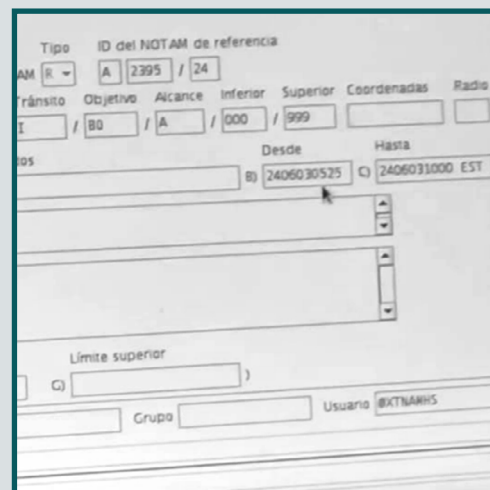 Tipo ID del NOTAM de referencia
AM R A 2395 / 24
Tránsito Objetivo Alcance Inferior Superior Coordenadas Radio
I / BO / A / 000 / 999
Desde Hasta
B) 2406030525 C) 2406031000 EST
Límite superior
G) )
Grupo Usuario